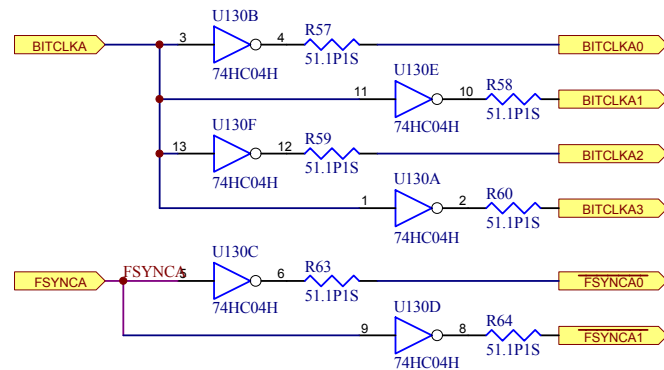 U130B
BITCLKA
3
4
R57
BITCLKA0
74HC04H
51.1P1S
U130E
11
10
R58
BITCLKA1
74HC04H
51.1P1S
U130F
13
12
R59
BITCLKA2
74HC04H
51.1P1S
U130A
1
2
R60
BITCLKA3
74HC04H
51.1P1S
U130C
FSYNCA
FSYNCA
5
6
R63
FSYNCA0
74HC04H
51.1P1S
U130D
9
8
R64
FSYNCA1
74HC04H
51.1P1S